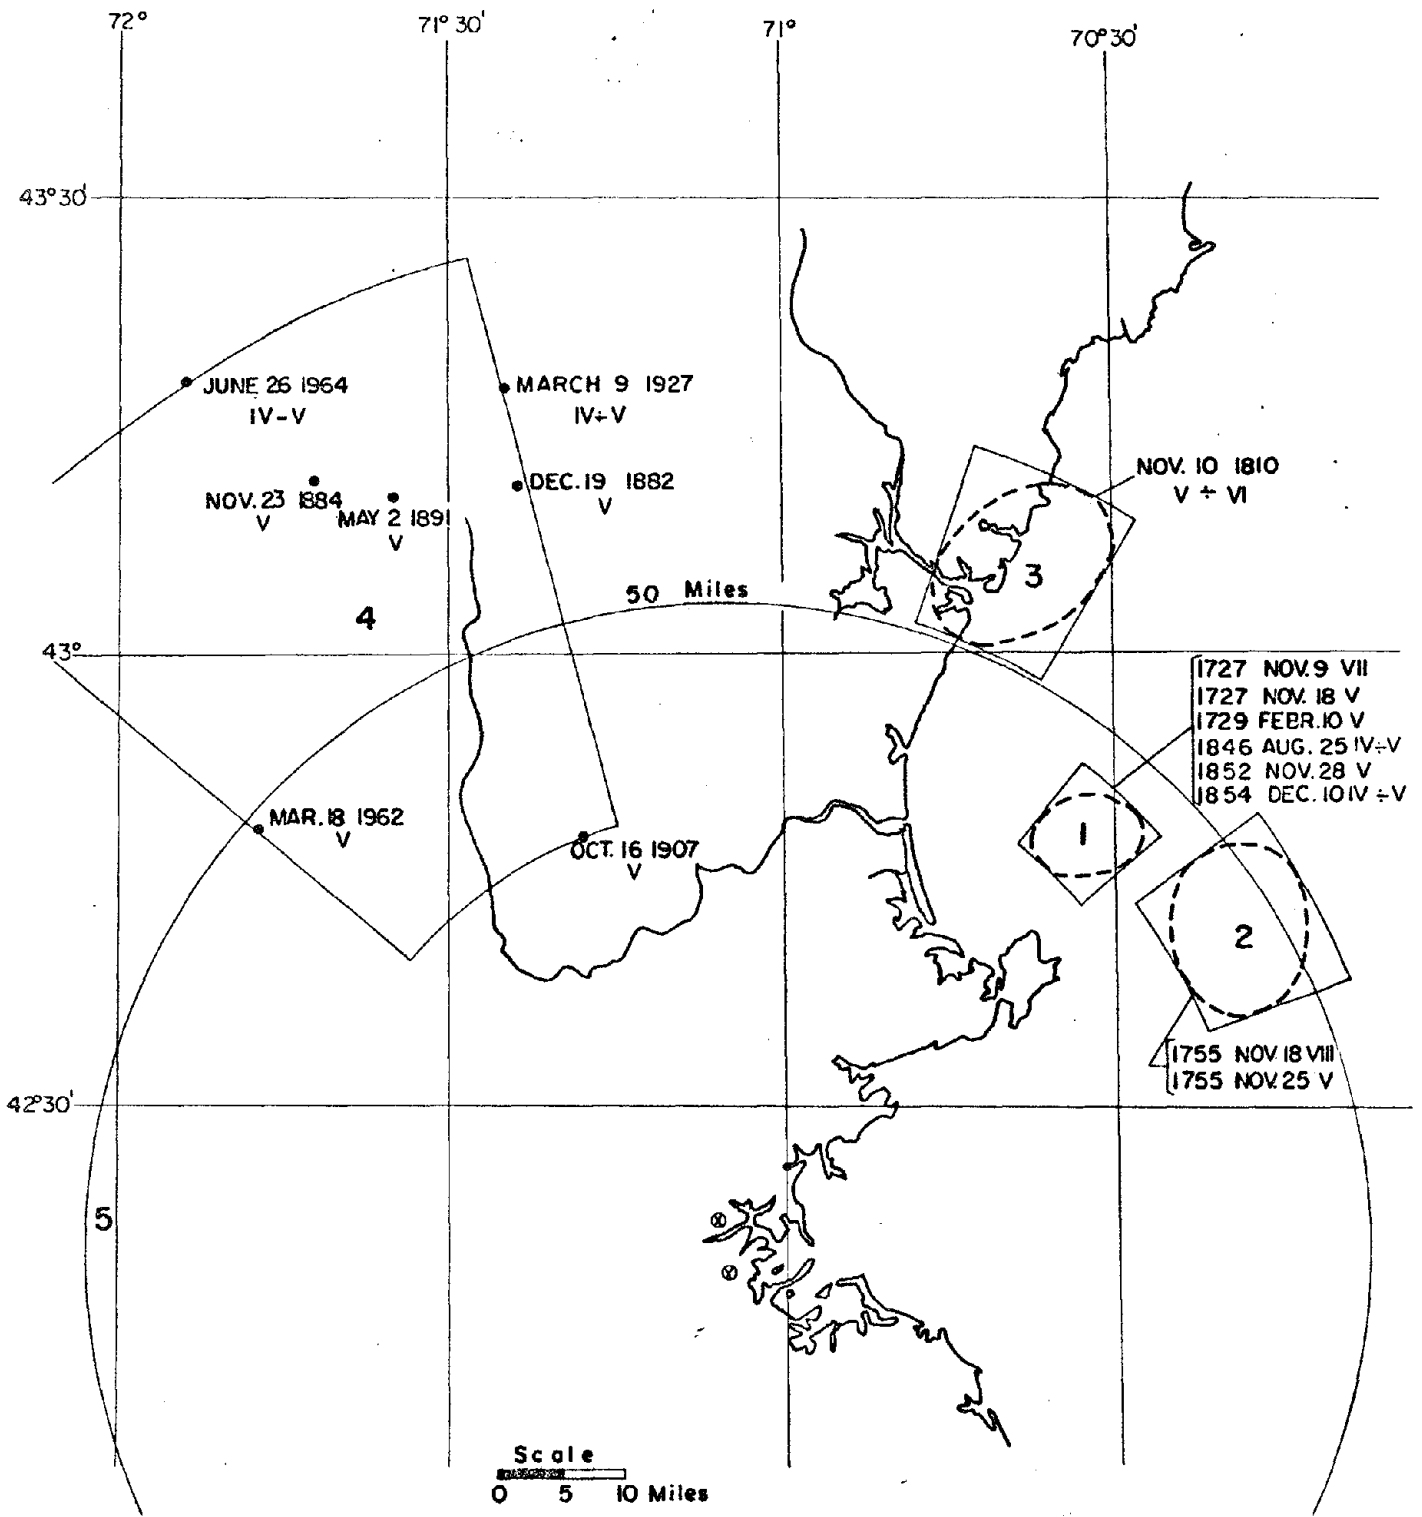 72°
71° 30'
71°
70° 30'
43° 30'
JUNE 26 1964
IV-V
MARCH 9 1927
IV÷V
NOV. 10 1810
V ÷ VI
NOV. 23 1884
V
MAY 2 1891
V
DEC. 19 1882
V
3
50 Miles
4
43°
1727 NOV. 9 VII
1727 NOV. 18 V
1729 FEBR. 10 V
1846 AUG. 25 IV÷V
1852 NOV. 28 V
1854 DEC. 10 IV ÷V
MAR. 18 1962
V
OCT. 16 1907
V
1
2
1755 NOV. 18 VIII
1755 NOV. 25 V
42° 30'
5
Scale
0 5 10 Miles